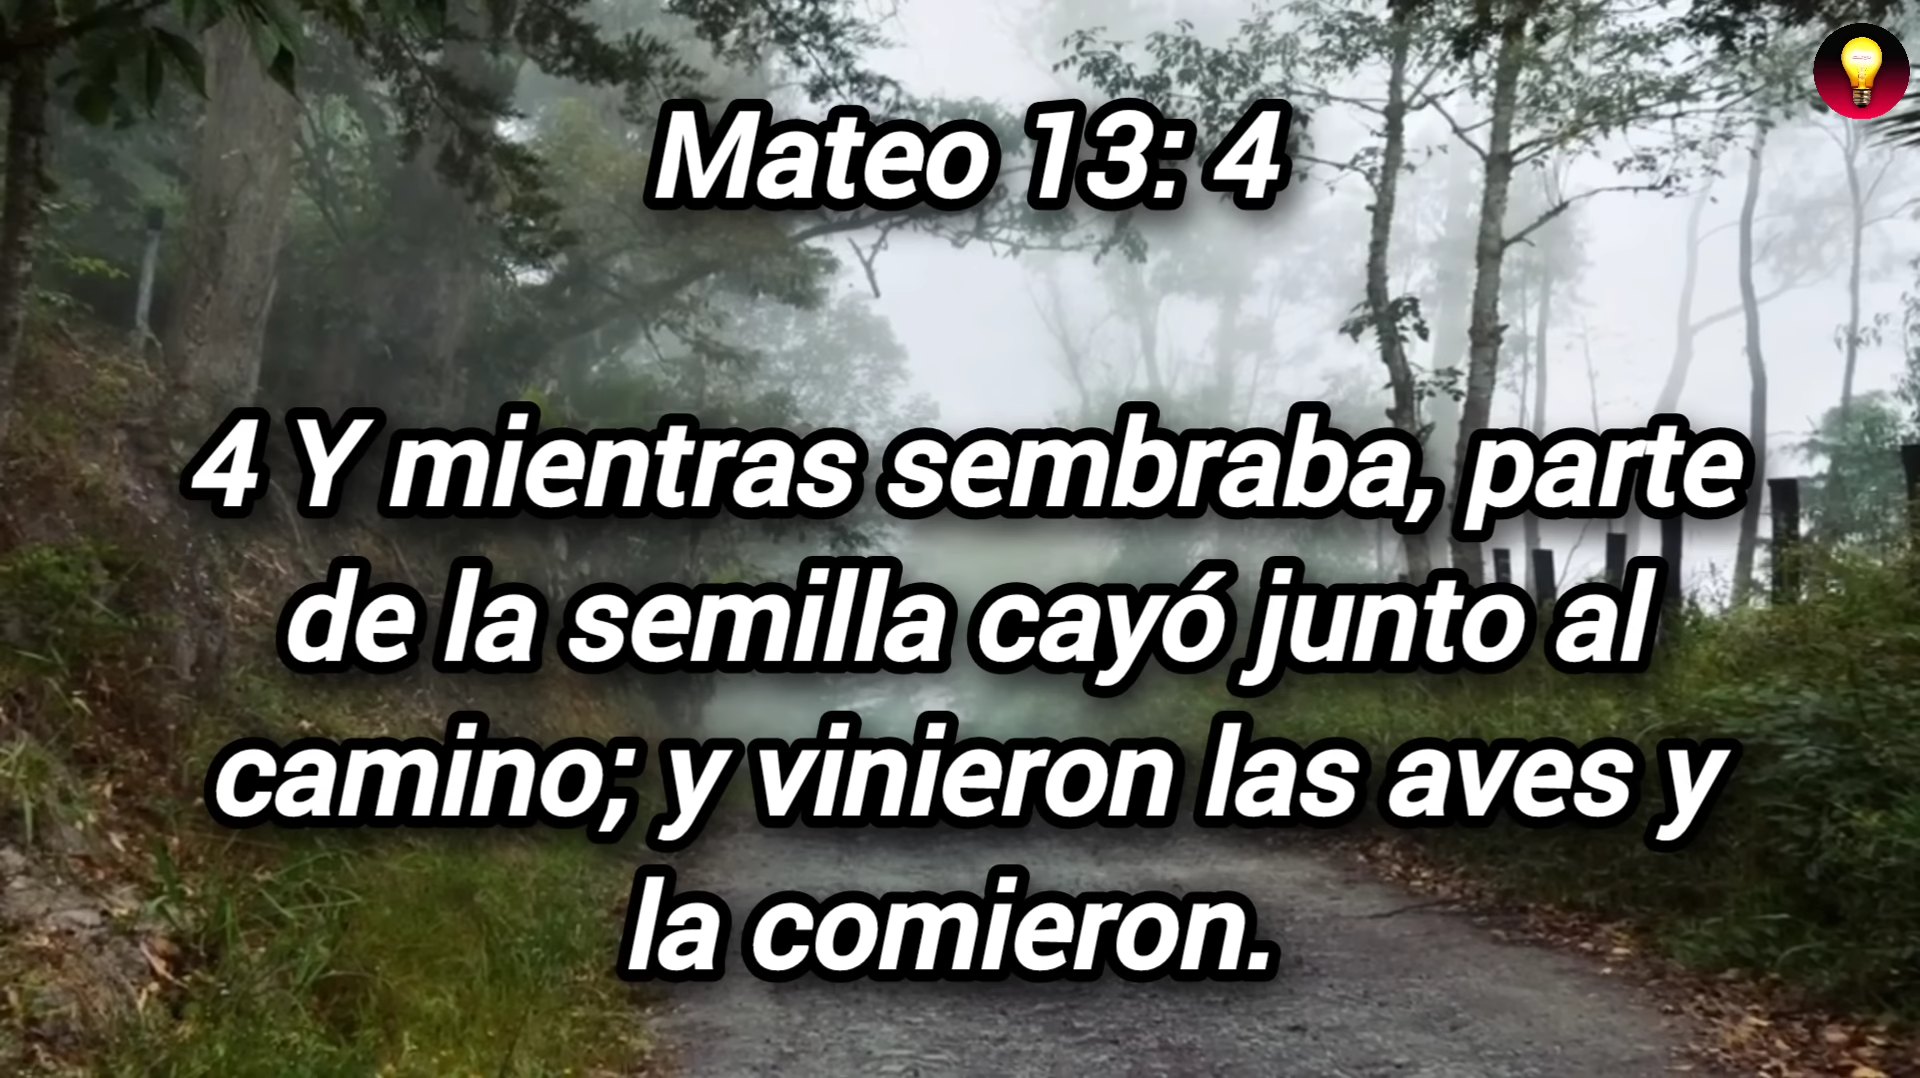 Mateo 13: 4
4 Y mientras sembraba, parte
de la semilla cayó junto al
camino; y vinieron las aves y
la comieron.